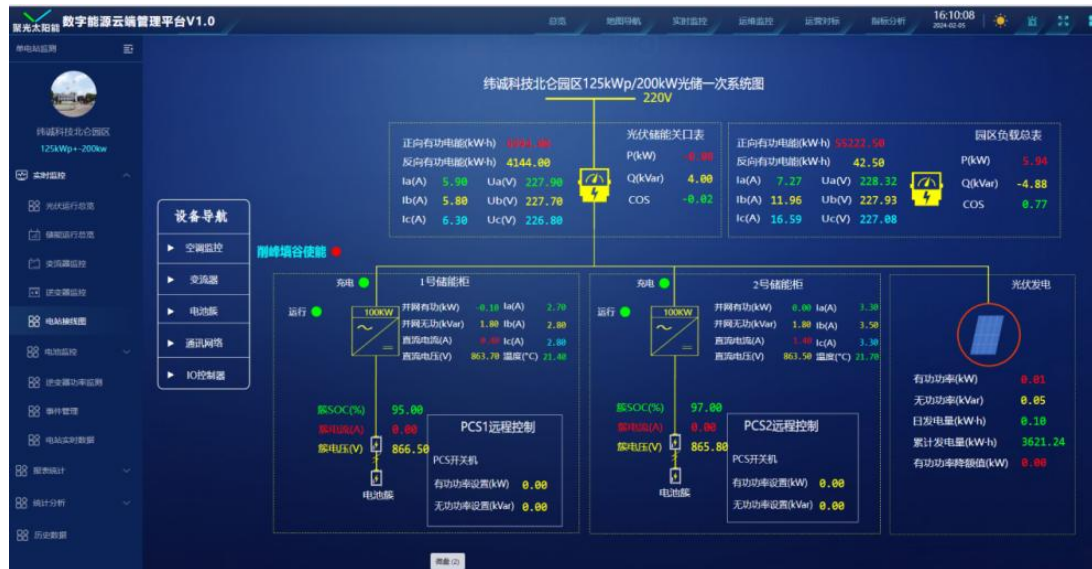 聚光太阳能 数字能源云端管理平台V1.0
总览 地图导航 实时监控 运维监控 运营对标 指标分析
16:10:08
2024-02-05
单电站监测
纬诚科技北仑园区
125kWp+-200kw
实时监控
光伏运行总览
储能运行总览
变流器监控
逆变器监控
电站接线图
电池监控
逆变器功率监测
事件管理
电站实时数据
报表统计
统计分析
历史数据
设备导航
空调监控
变流器
电池簇
通讯网络
IO控制器
纬诚科技北仑园区125kWp/200kW光储一次系统图
220V
光伏储能关口表
正向有功电能(kW·h)
反向有功电能(kW·h) 4144.00
Ia(A) 5.90 Ua(V) 227.90
Ib(A) 5.80 Ub(V) 227.70
Ic(A) 6.30 Uc(V) 226.80
P(kW)
Q(kVar) 4.00
COS -0.02
园区负载总表
正向有功电能(kW·h) 55222.50
反向有功电能(kW·h) 42.50
Ia(A) 7.27 Ua(V) 228.32
Ib(A) 11.96 Ub(V) 227.93
Ic(A) 16.59 Uc(V) 227.08
P(kW) 5.94
Q(kVar) -4.88
COS 0.77
削峰填谷使能
充电
运行
1号储能柜
100KW
并网有功(kW) -0.10 Ia(A) 2.70
并网无功(kVar) 1.80 Ib(A) 2.80
直流电流(A) Ic(A) 2.80
直流电压(V) 863.70 温度(°C) 21.40
簇SOC(%) 95.00
簇电流(A) 0.00
簇电压(V) 866.50
电池簇
PCS1远程控制
PCS开关机
有功功率设置(kW) 0.00
无功功率设置(kVar) 0.00
充电
运行
2号储能柜
100KW
并网有功(kW) 0.00 Ia(A) 3.30
并网无功(kVar) 1.80 Ib(A) 3.50
直流电流(A) Ic(A) 3.30
直流电压(V) 863.50 温度(°C) 21.70
簇SOC(%) 97.00
簇电流(A) 0.00
簇电压(V) 865.80
电池簇
PCS2远程控制
PCS开关机
有功功率设置(kW) 0.00
无功功率设置(kVar) 0.00
光伏发电
有功功率(kW) 0.01
无功功率(kVar) 0.05
日发电量(kW·h) 0.10
累计发电量(kW·h) 3621.24
有功功率降额值(kW) 0.00